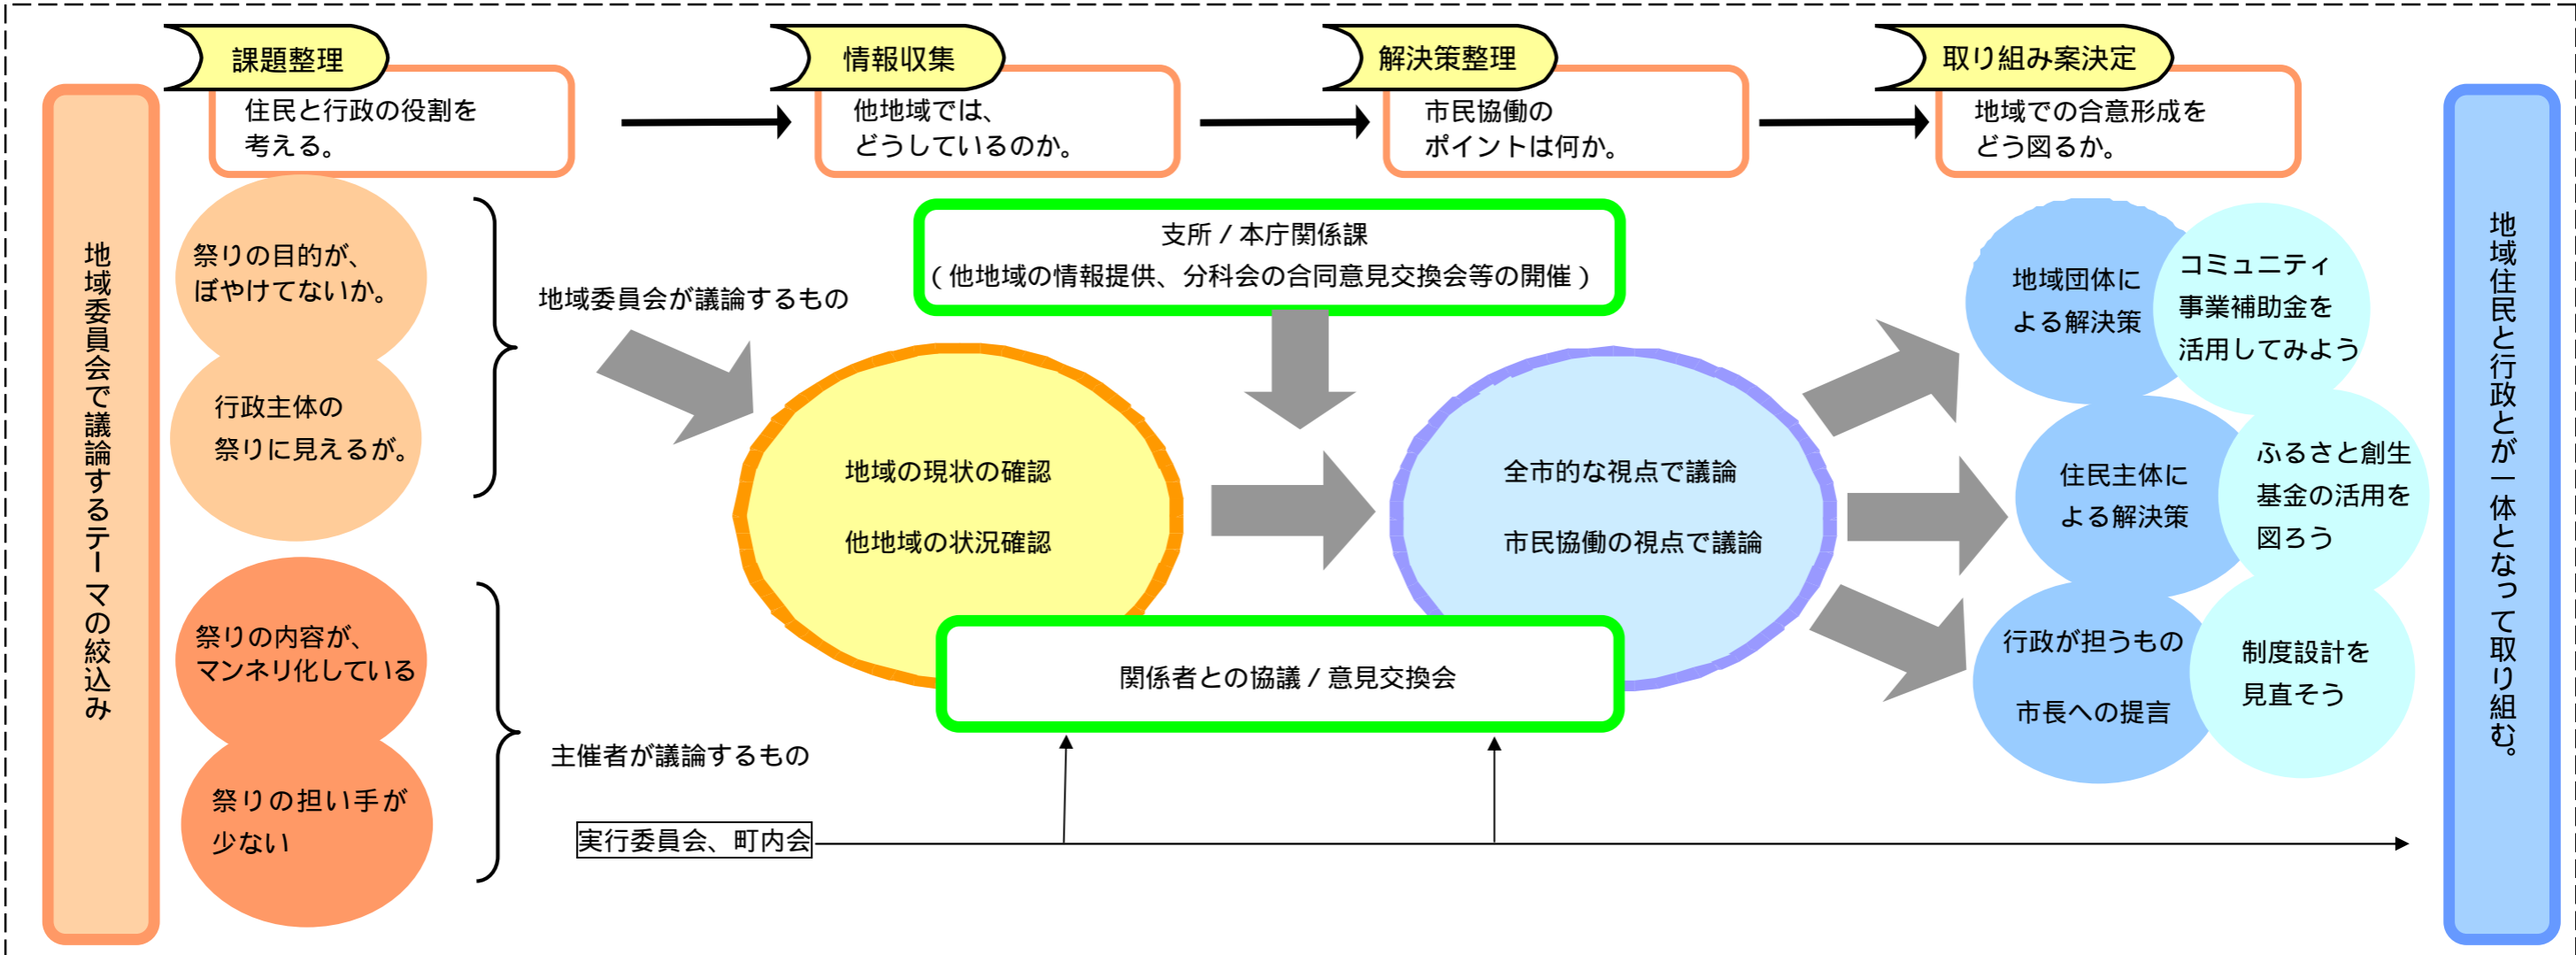 課題整理
住民と行政の役割を
考える。
情報収集
他地域では、
どうしているのか。
解決策整理
市民協働の
ポイントは何か。
取り組み案決定
地域での合意形成を
どう図るか。
地域委員会で議論するテーマの絞込み
祭りの目的が、
ぼやけてないか。
行政主体の
祭りに見えるが。
地域委員会が議論するもの
祭りの内容が、
マンネリ化している
祭りの担い手が
少ない
主催者が議論するもの
実行委員会、町内会
支所 / 本庁関係課
( 他地域の情報提供、分科会の合同意見交換会等の開催 )
地域の現状の確認
他地域の状況確認
全市的な視点で議論
市民協働の視点で議論
関係者との協議 / 意見交換会
地域団体に
よる解決策
コミュニティ
事業補助金を
活用してみよう
住民主体に
よる解決策
ふるさと創生
基金の活用を
図ろう
行政が担うもの
市長への提言
制度設計を
見直そう
地域住民と行政とが一体となって取り組む。